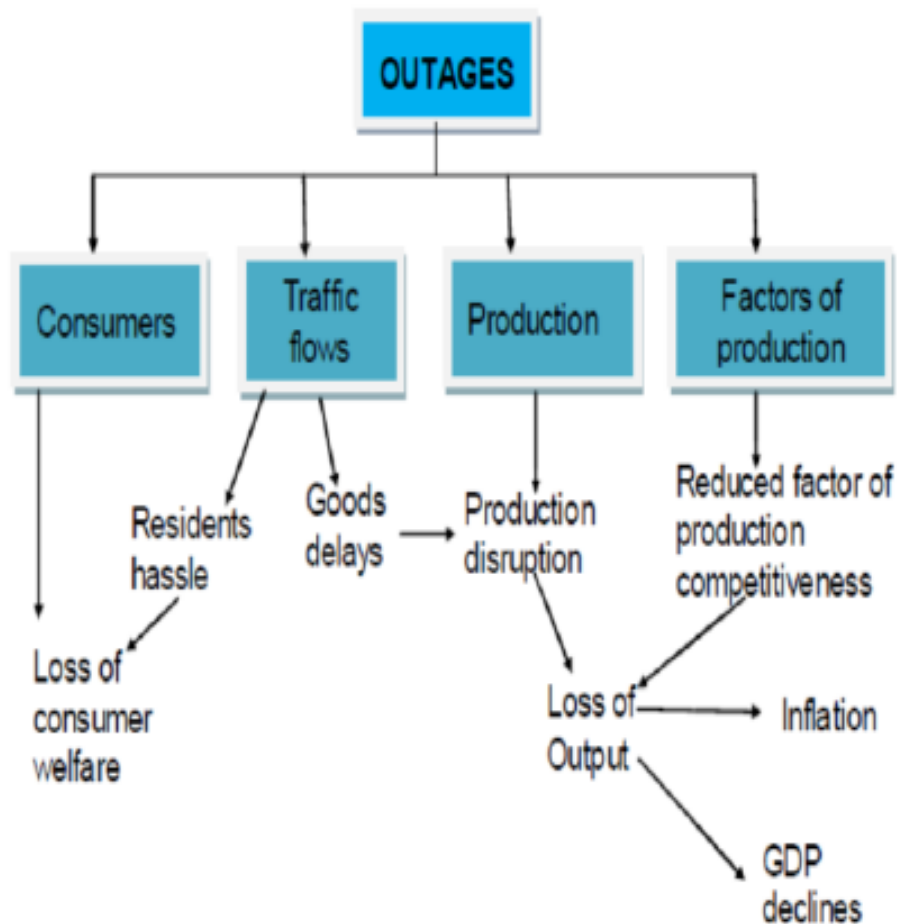 OUTAGES
Consumers
Traffic
flows
Production
Factors of
production
Residents
hassle
Goods
delays
Production
disruption
Reduced factor of
production
competitiveness
Loss of
consumer
welfare
Loss of
Output
Inflation
GDP
declines